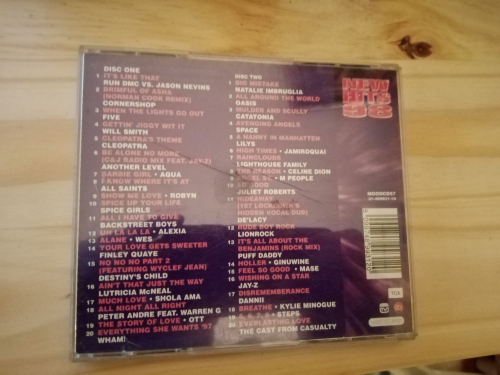 DISC ONE
1 IT'S LIKE THAT
RUN DMC VS. JASON NEVINS
2 BRIMFUL OF ASHA
(NORMAN COOK REMIX)
CORNERSHOP
3 WHEN THE LIGHTS GO OUT
FIVE
4 GETTIN' JIGGY WIT IT
WILL SMITH
5 CLEOPATRA'S THEME
CLEOPATRA
6 BE ALONE NO MORE
(C&J RADIO MIX FEAT. JAY-Z)
ANOTHER LEVEL
7 BARBIE GIRL • AQUA
8 I KNOW WHERE IT'S AT
ALL SAINTS
9 SHOW ME LOVE • ROBYN
10 SPICE UP YOUR LIFE
SPICE GIRLS
11 ALL I HAVE TO GIVE
BACKSTREET BOYS
12 UH LA LA LA • ALEXIA
13 ALANE • WES
14 YOUR LOVE GETS SWEETER
FINLEY QUAYE
15 NO NO NO PART 2
(FEATURING WYCLEF JEAN)
DESTINY'S CHILD
16 AIN'T THAT JUST THE WAY
LUTRICIA McNEAL
17 MUCH LOVE • SHOLA AMA
18 ALL NIGHT ALL RIGHT
PETER ANDRE FEAT. WARREN G
19 THE STORY OF LOVE • OTT
20 EVERYTHING SHE WANTS '97
WHAM!
DISC TWO
1 BIG MISTAKE
NATALIE IMBRUGLIA
2 ALL AROUND THE WORLD
OASIS
3 MULDER AND SCULLY
CATATONIA
4 AVENGING ANGELS
SPACE
5 A NANNY IN MANHATTEN
LILYS
6 HIGH TIMES • JAMIROQUAI
7 RAINCLOUDS
LIGHTHOUSE FAMILY
8 THE REASON • CELINE DION
9 ANGEL ST. • M PEOPLE
10 SO GOOD
JULIET ROBERTS
11 HIDEAWAY
HIDDEN VOCAL DUB)
DE'LACY
12 RUDE BOY ROCK
LIONROCK
13 IT'S ALL ABOUT THE
BENJAMINS (ROCK MIX)
PUFF DADDY
14 HOLLER • GINUWINE
15 FEEL SO GOOD • MASE
16 WISHING ON A STAR
JAY-Z
17 DISREMEMBERANCE
DANNII
18 BREATHE • KYLIE MINOGUE
19 STEPS
20 EVERLASTING LOVE
THE CAST FROM CASUALTY
NEW
HITS
98